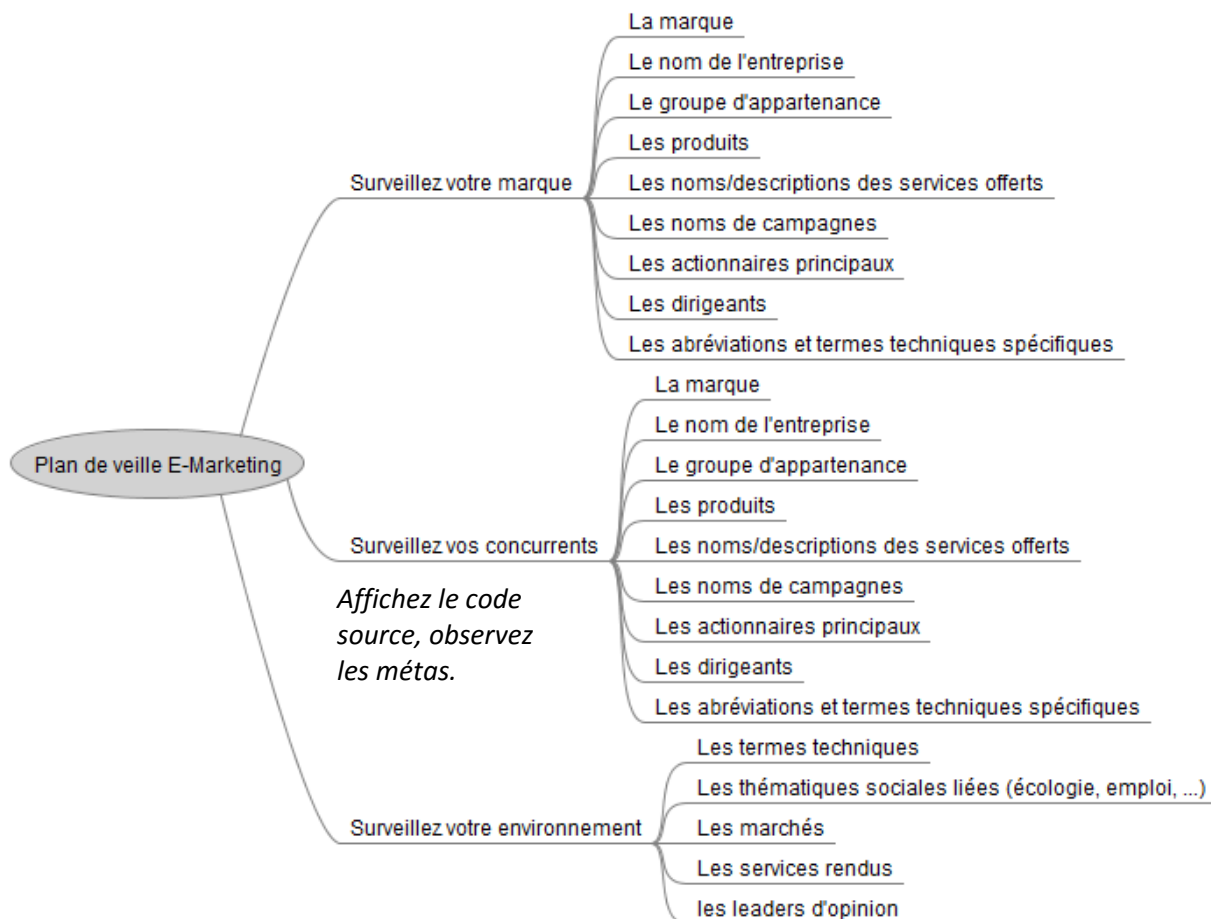 Plan de veille E-Marketing
Surveillez votre marque
La marque
Le nom de l'entreprise
Le groupe d'appartenance
Les produits
Les noms/descriptions des services offerts
Les noms de campagnes
Les actionnaires principaux
Les dirigeants
Les abréviations et termes techniques spécifiques
Surveillez vos concurrents
Affichez le code
source, observez
les métas.
La marque
Le nom de l'entreprise
Le groupe d'appartenance
Les produits
Les noms/descriptions des services offerts
Les noms de campagnes
Les actionnaires principaux
Les dirigeants
Les abréviations et termes techniques spécifiques
Surveillez votre environnement
Les termes techniques
Les thématiques sociales liées (écologie, emploi, ...)
Les marchés
Les services rendus
les leaders d'opinion